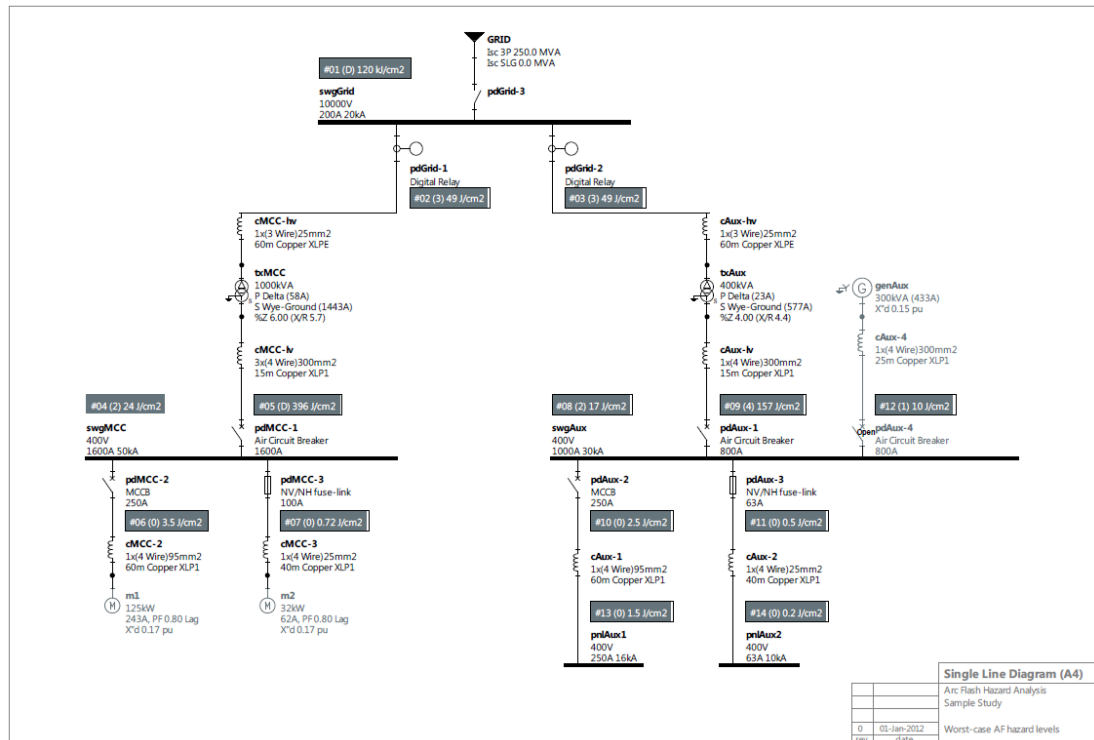 GRID
Isc 3P 250.0 MVA
Isc SLG 0.0 MVA
#01 (D) 120 kJ/cm2
swgGrid
10000V
200A 20kA
pdGrid-3
pdGrid-1
Digital Relay
#02 (3) 49 J/cm2
pdGrid-2
Digital Relay
#03 (3) 49 J/cm2
cMCC-hv
1x(3 Wire)25mm2
60m Copper XLPE
cAux-hv
1x(3 Wire)25mm2
60m Copper XLPE
txMCC
1000kVA
P Delta (58A)
S Wye-Ground (1443A)
%Z 6.00 (X/R 5.7)
S
txAux
400kVA
P Delta (23A)
S Wye-Ground (577A)
%Z 4.00 (X/R 4.4)
S
G
genAux
300kVA (433A)
X"d 0.15 pu
cAux-4
1x(4 Wire)300mm2
25m Copper XLP1
cMCC-lv
3x(4 Wire)300mm2
15m Copper XLP1
cAux-lv
1x(4 Wire)300mm2
15m Copper XLP1
#04 (2) 24 J/cm2
swgMCC
400V
1600A 50kA
#05 (D) 396 J/cm2
pdMCC-1
Air Circuit Breaker
1600A
#08 (2) 17 J/cm2
swgAux
400V
1000A 30kA
#09 (4) 157 J/cm2
pdAux-1
Air Circuit Breaker
800A
#12 (1) 10 J/cm2
Open
pdAux-4
Air Circuit Breaker
800A
pdMCC-2
MCCB
250A
#06 (0) 3.5 J/cm2
pdMCC-3
NV/NH fuse-link
100A
#07 (0) 0.72 J/cm2
pdAux-2
MCCB
250A
#10 (0) 2.5 J/cm2
pdAux-3
NV/NH fuse-link
63A
#11 (0) 0.5 J/cm2
cMCC-2
1x(4 Wire)95mm2
60m Copper XLP1
cMCC-3
1x(4 Wire)25mm2
40m Copper XLP1
cAux-1
1x(4 Wire)95mm2
60m Copper XLP1
cAux-2
1x(4 Wire)25mm2
40m Copper XLP1
M
m1
125kW
243A, PF 0.80 Lag
X"d 0.17 pu
M
m2
32kW
62A, PF 0.80 Lag
X"d 0.17 pu
#13 (0) 1.5 J/cm2
pnlAux1
400V
250A 16kA
#14 (0) 0.2 J/cm2
pnlAux2
400V
63A 10kA
Single Line Diagram (A4)
Arc Flash Hazard Analysis
Sample Study
0 01-Jan-2012 Worst-case AF hazard levels
rev date